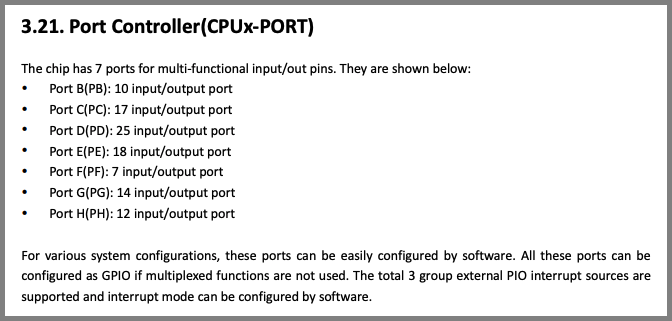 3.21. Port Controller(CPUx-PORT)
The chip has 7 ports for multi-functional input/out pins. They are shown below:
• Port B(PB): 10 input/output port
• Port C(PC): 17 input/output port
• Port D(PD): 25 input/output port
• Port E(PE): 18 input/output port
• Port F(PF): 7 input/output port
• Port G(PG): 14 input/output port
• Port H(PH): 12 input/output port
For various system configurations, these ports can be easily configured by software. All these ports can be
configured as GPIO if multiplexed functions are not used. The total 3 group external PIO interrupt sources are
supported and interrupt mode can be configured by software.